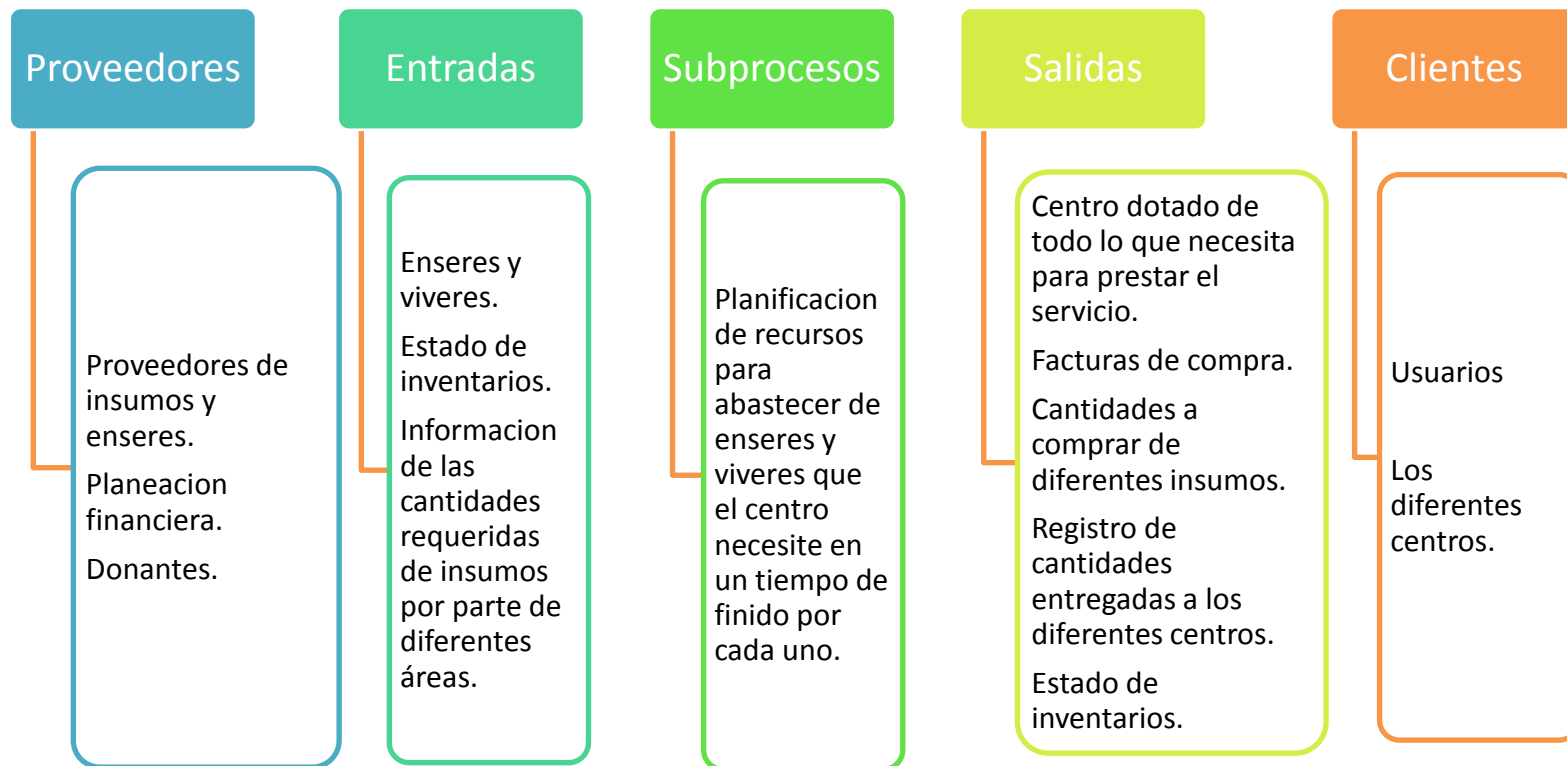 Proveedores
Proveedores de
insumos y
enseres.
Planeacion
financiera.
Donantes.
Entradas
Enseres y
viveres.
Estado de
inventarios.
Informacion
de las
cantidades
requeridas
de insumos
por parte de
diferentes
áreas.
Subprocesos
Planificacion
de recursos
para
abastecer de
enseres y
viveres que
el centro
necesite en
un tiempo de
finido por
cada uno.
Salidas
Centro dotado de
todo lo que necesita
para prestar el
servicio.
Facturas de compra.
Cantidades a
comprar de
diferentes insumos.
Registro de
cantidades
entregadas a los
diferentes centros.
Estado de
inventarios.
Clientes
Usuarios
Los
diferentes
centros.